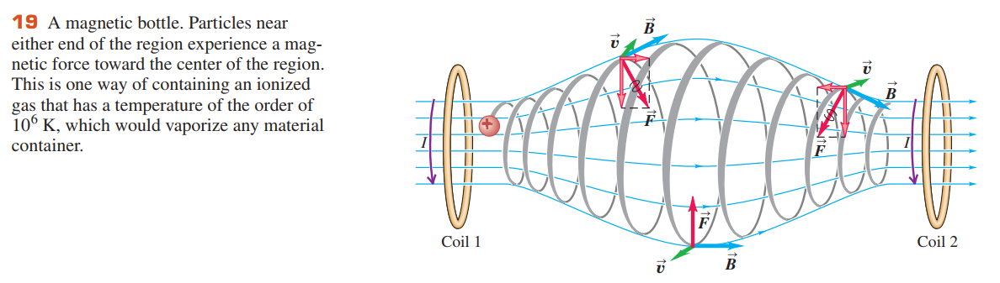 19 A magnetic bottle. Particles near
either end of the region experience a mag-
netic force toward the center of the region.
This is one way of containing an ionized
gas that has a temperature of the order of
10⁶ K, which would vaporize any material
container.
B⃗
v⃗
F⃗
v⃗
B⃗
F⃗
+
I
I
F⃗
v⃗
B⃗
Coil 1
Coil 2